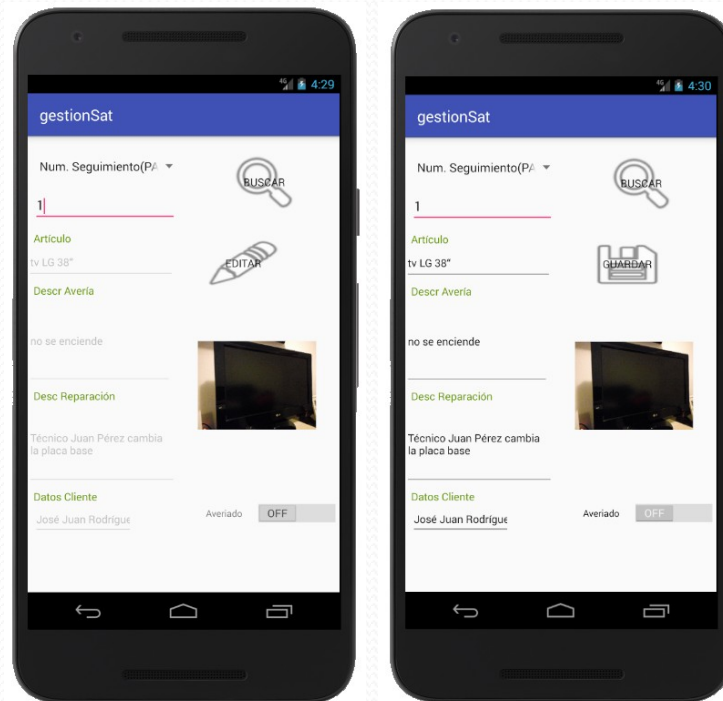 4G 4:29
gestionSat
Num. Seguimiento(PA
BUSCAR
1
Artículo
tv LG 38"
EDITAR
Descr Avería
no se enciende
Desc Reparación
Técnico Juan Pérez cambia
la placa base
Datos Cliente
José Juan Rodrígue
Averiado OFF
4G 4:30
gestionSat
Num. Seguimiento(PA
BUSCAR
1
Artículo
tv LG 38"
GUARDAR
Descr Avería
no se enciende
Desc Reparación
Técnico Juan Pérez cambia
la placa base
Datos Cliente
José Juan Rodrígue
Averiado OFF